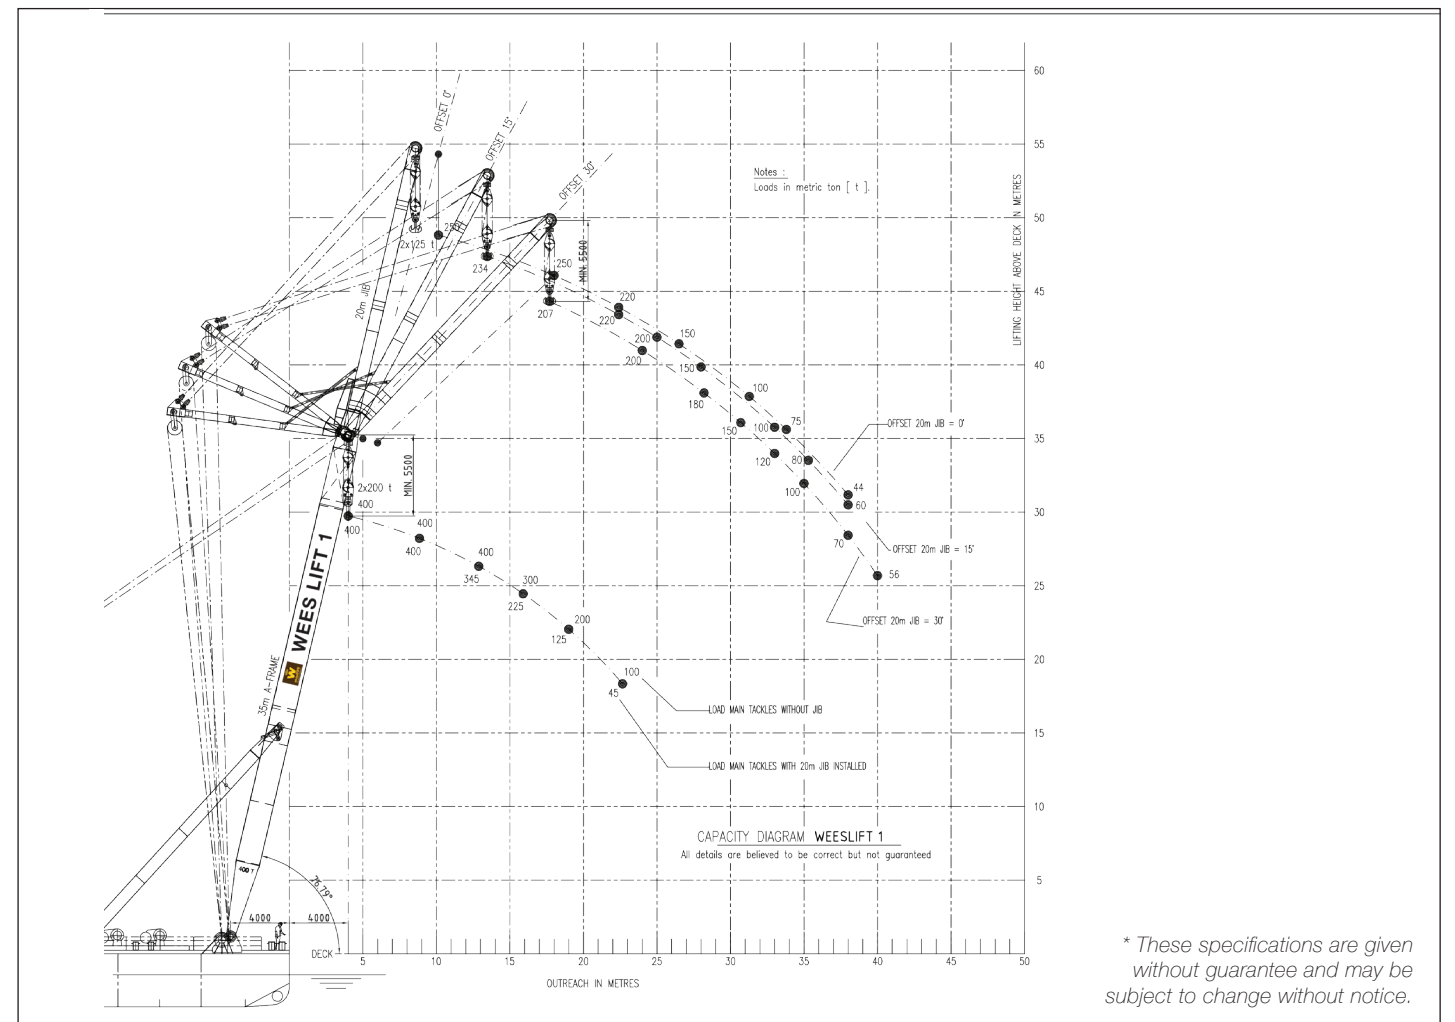 60
OFFSET 0°
OFFSET 15°
55
OFFSET 30°
Notes :
Loads in metric ton [ t ].
50
LIFTING HEIGHT ABOVE DECK IN METRES
2x125 t
234
250
MIN. 5500
20m JIB
207
45
220
220
200
150
200
150
40
180
100
150
100
75
OFFSET 20m JIB = 0°
35
120
80
MIN. 5500
2x200 t
400
400
100
44
60
30
400
400
70
OFFSET 20m JIB = 15°
400
345
56
25
300
225
WEES LIFT 1
200
125
OFFSET 20m JIB = 30°
20
35m A-FRAME
100
45
LOAD MAIN TACKLES WITHOUT JIB
15
LOAD MAIN TACKLES WITH 20m JIB INSTALLED
10
CAPACITY DIAGRAM WEESLIFT 1
All details are believed to be correct but not guaranteed
400 T
76.79°
5
4000
4000
DECK
5 10 15 20 25 30 35 40 45 50
OUTREACH IN METRES
* These specifications are given
without guarantee and may be
subject to change without notice.